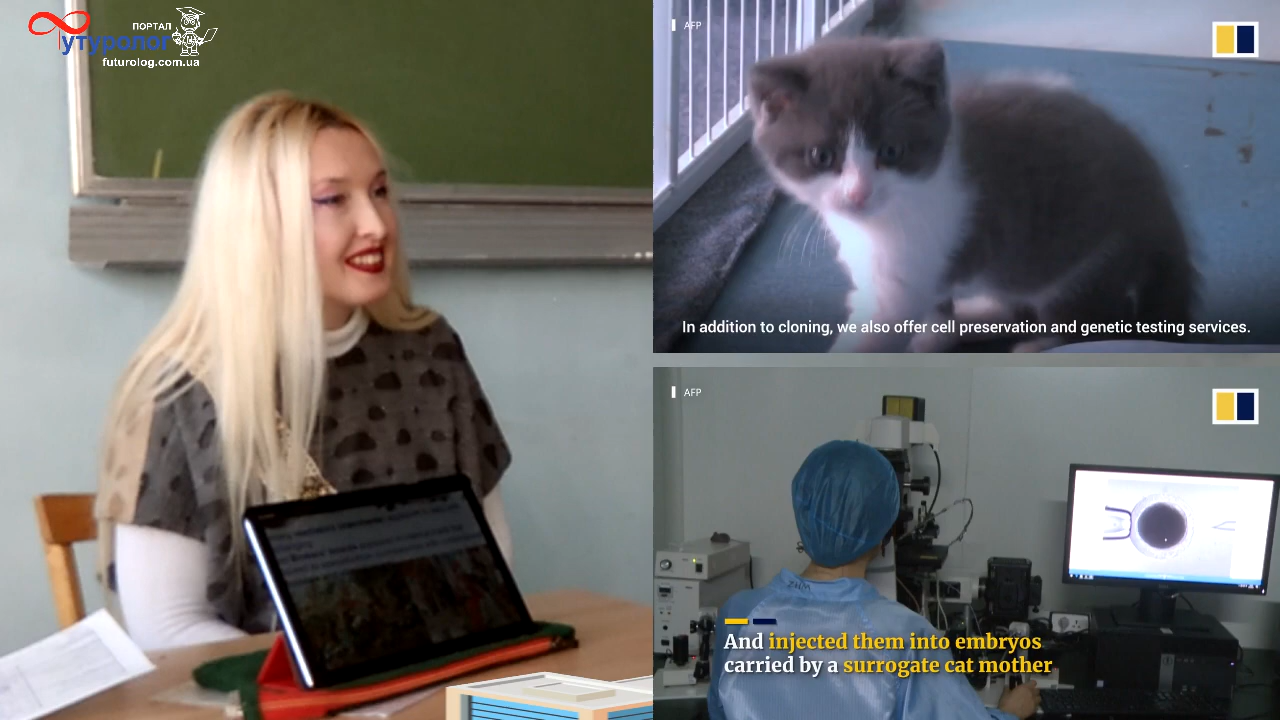 ПОРТАЛ
утуролог
futurolog.com.ua
AFP
In addition to cloning, we also offer cell preservation and genetic testing services.
AFP
And injected them into embryos
carried by a surrogate cat mother